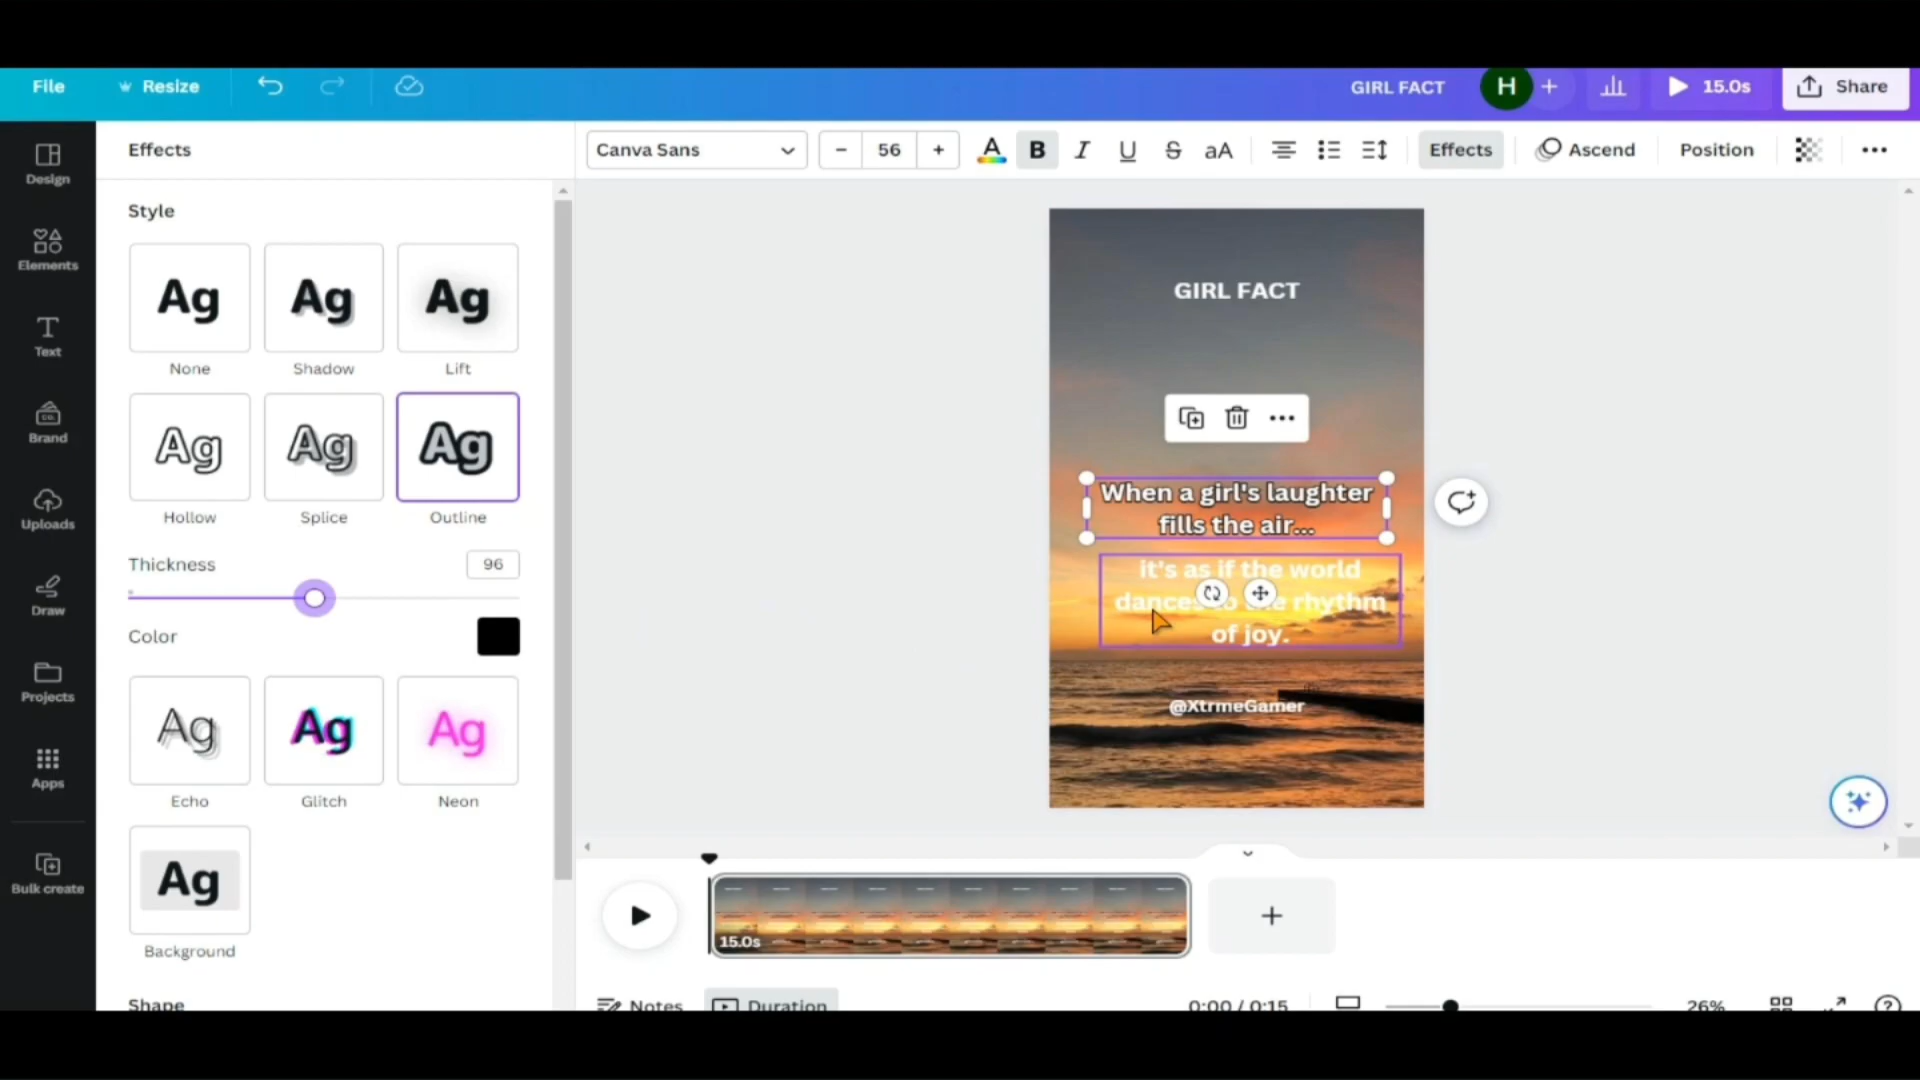 File
Resize
GIRL FACT
H
15.0s
Share
Design
Elements
Text
Brand
Uploads
Draw
Projects
Apps
Bulk create
Effects
Style
Ag
Ag
Ag
None
Shadow
Lift
Ag
Ag
Ag
Hollow
Splice
Outline
Thickness
96
Color
Ag
Ag
Ag
Echo
Glitch
Neon
Ag
Background
Shape
Canva Sans
56
A
B
I
U
S
aA
Effects
Ascend
Position
GIRL FACT
When a girl's laughter
fills the air...
it's as if the world
dances to the rhythm
of joy.
@XtrmeGamer
15.0s
Notes
Duration
0:00 / 0:15
26%